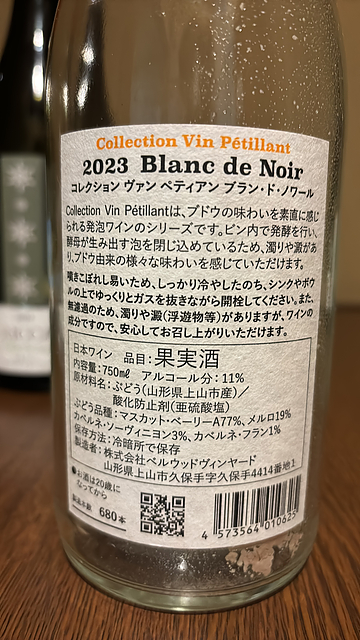 Collection Vin Pétillant
2023 Blanc de Noir
コレクション ヴァン ペティアン ブラン・ド・ノワール
Collection Vin Pétillantは、ブドウの味わいを素直に感じ
られる発泡ワインのシリーズです。ビン内で発酵を行い、
酵母が生み出す泡を閉じ込めているため、濁りや澱があ
り、ブドウ由来の様々な味わいを感じていただけます。
噴きこぼれし易いため、しっかり冷やしたのち、シンクやボウ
ルの上でゆっくりとガスを抜きながら開栓してください。また、
無濾過のため、濁りや澱(浮遊物等)がありますが、ワインの
成分ですので、安心してお召し上がりいただけます。
日本ワイン 品目:果実酒
内容量:750ml アルコール分:11%
原材料名:ぶどう(山形県上山市産)/
酸化防止剤(亜硫酸塩)
ぶどう品種:マスカット・ベーリーA77%、メルロ19%
カベルネ・ソーヴィニヨン3%、カベルネ・フラン1%
保存方法:冷暗所で保存
製造者:株式会社ベルウッドヴィンヤード
山形県上山市久保手字久保手4414番地1
●お酒は20歳に
なってから
680本
4 573564 010625